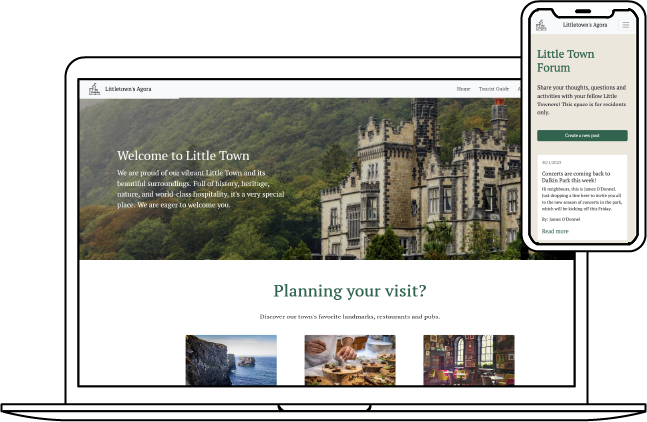 Littletown's Agora
Home Tourist Guide
Welcome to Little Town
We are proud of our vibrant Little Town and its
beautiful surroundings. Full of history, heritage,
nature, and world-class hospitality, it's a very special
place. We are eager to welcome you.
Planning your visit?
Discover our town's favorite landmarks, restaurants and pubs.
Littletown's Agora
Little Town
Forum
Share your thoughts, questions and
activities with your fellow Little
Towners! This space is for residents
only.
Create a new post
Concerts are coming back to
Dalkin Park this week!
Hi neighbours, this is James O'Donnel,
Just dropping a line here to invite you all
to the new season of concerts in the park,
which will be kicking off this Friday.
By: James O'Donnel
Read more